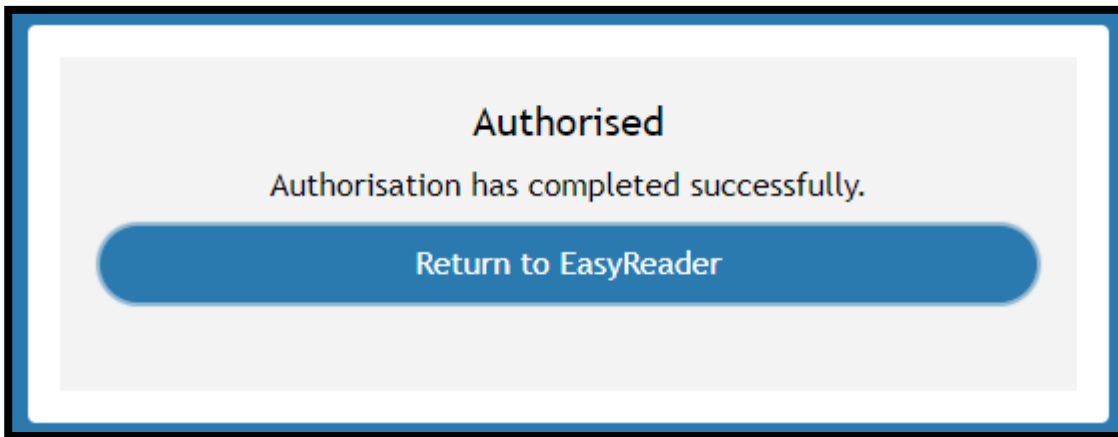 Authorised
Authorisation has completed successfully.
Return to EasyReader